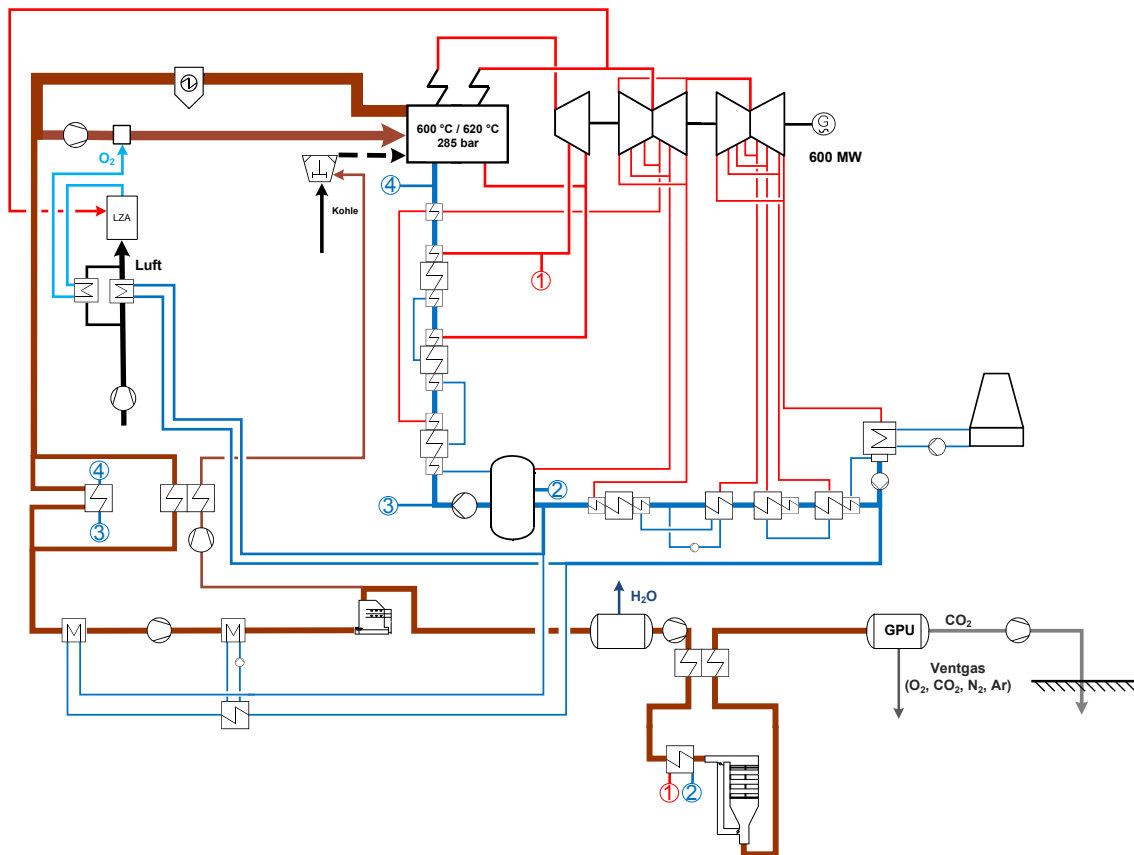 600 °C / 620 °C
285 bar
G
600 MW
O₂
4
1
Kohle
LZA
Luft
4
3
3
2
H₂O
GPU
CO₂
Ventgas
(O₂, CO₂, N₂, Ar)
1
2